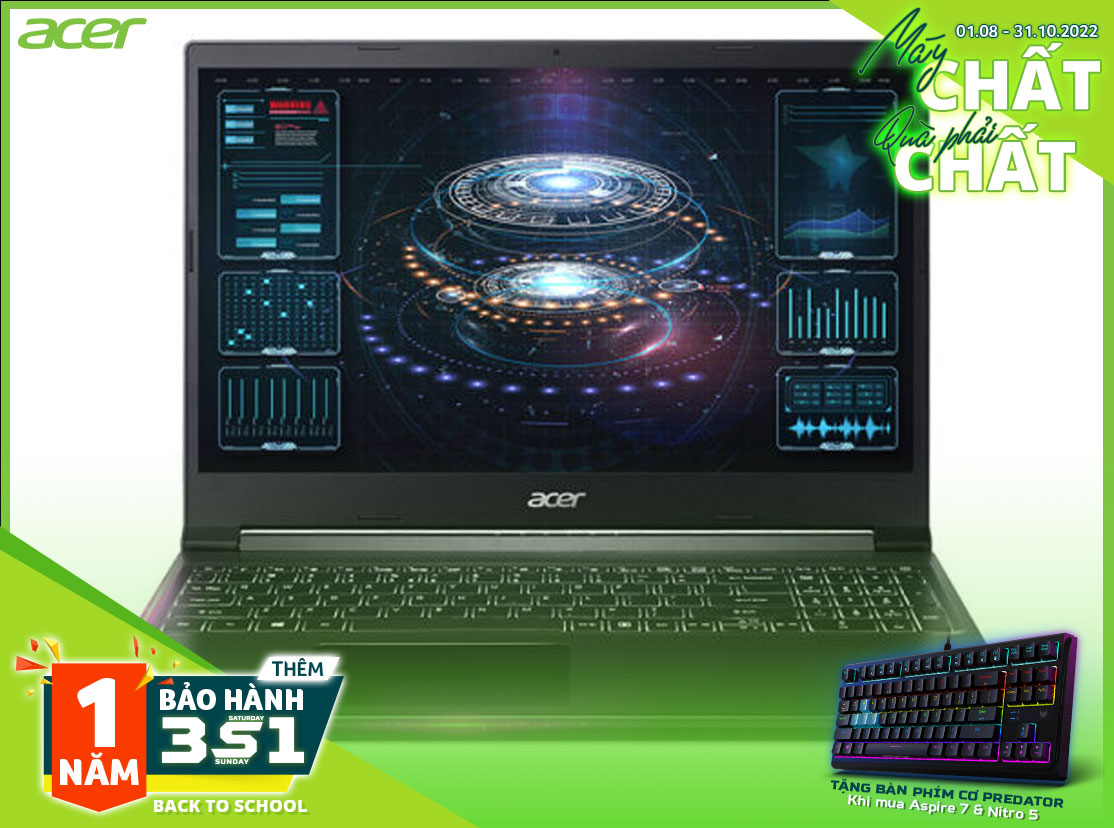 acer
01.08 - 31.10.2022
Máy
CHẤT
Quà phải
CHẤT
WARNING
acer
THÊM
1
NĂM
BẢO HÀNH
3S1
SATURDAY
SUNDAY
BACK TO SCHOOL
TẶNG BÀN PHÍM CƠ PREDATOR
Khi mua Aspire 7 & Nitro 5